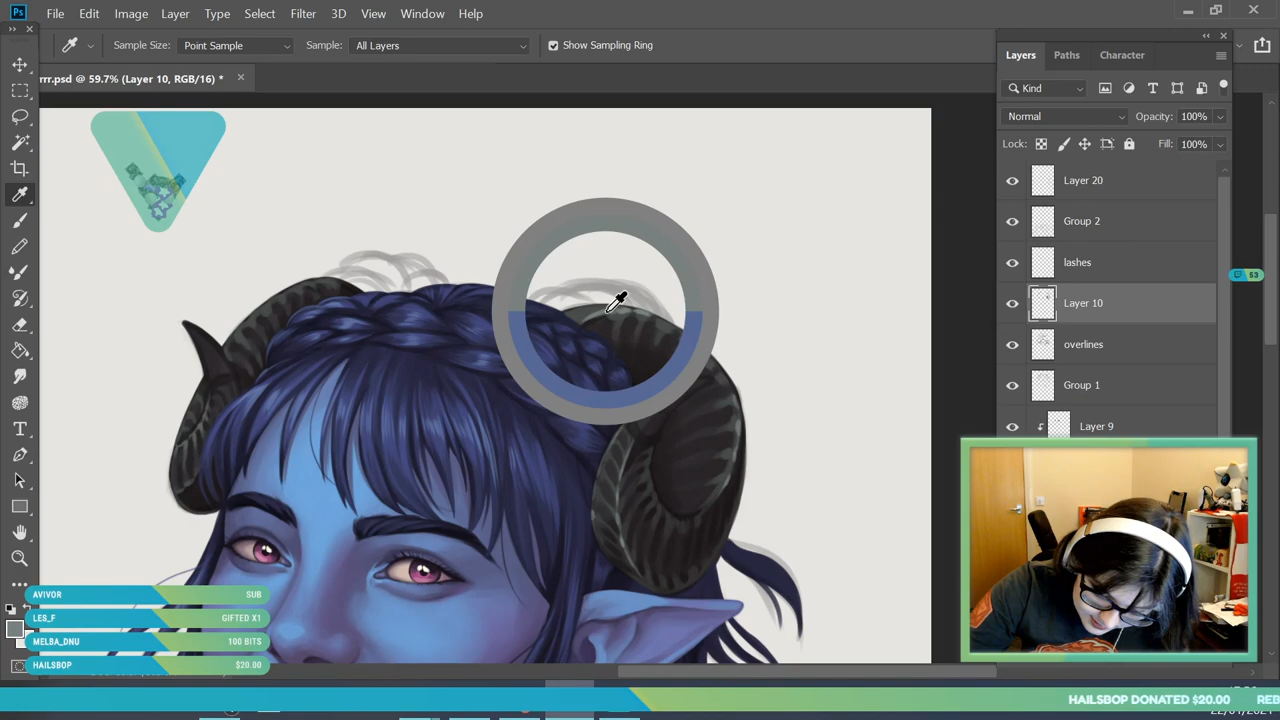 Ps File Edit Image Layer Type Select Filter 3D View Window Help
Sample Size: Point Sample Sample: All Layers Show Sampling Ring
rrr.psd @ 59.7% (Layer 10, RGB/16) *
Layers Paths Character
Kind
Normal Opacity: 100%
Lock: Fill: 100%
Layer 20
Group 2
lashes
53
Layer 10
overlines
Group 1
Layer 9
AVIVOR SUB
LES_F GIFTED X1
MELBA_DNU 100 BITS
HAILSBOP $20.00
HAILSBOP DONATED $20.00 REB